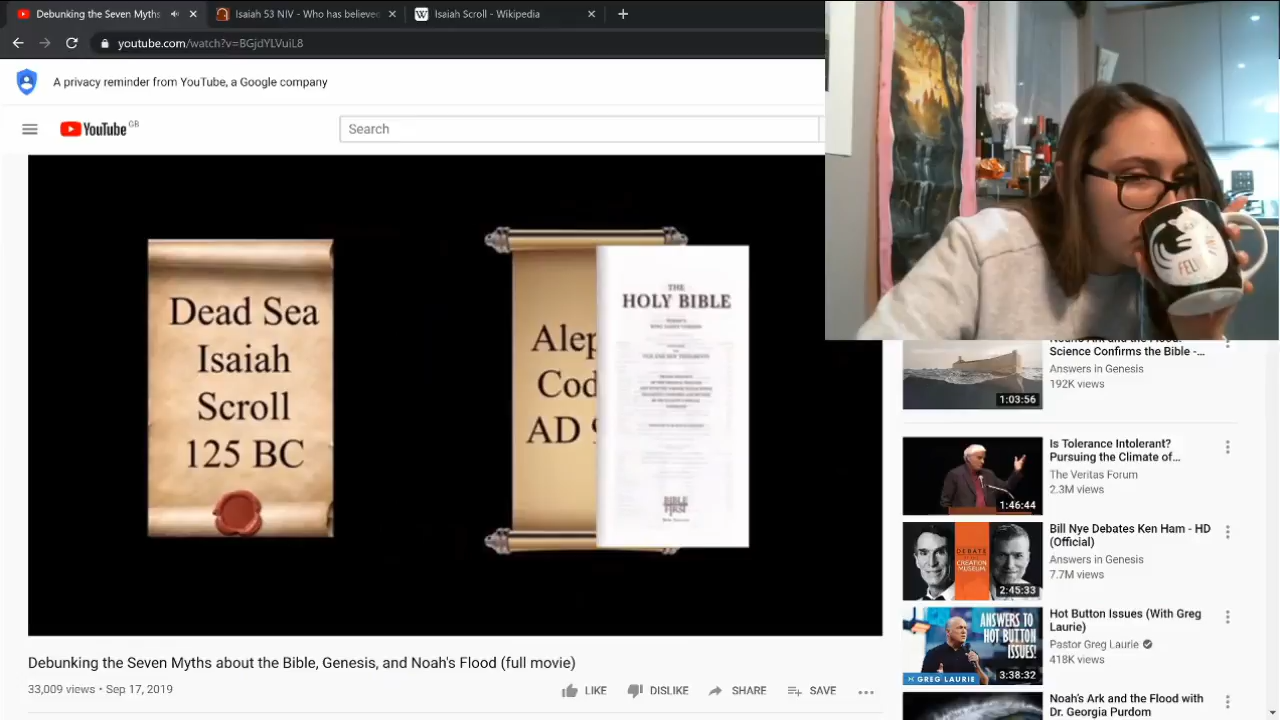 Debunking the Seven Myths
Isaiah 53 NIV - Who has believed
Isaiah Scroll - Wikipedia
youtube.com/watch?v=BGjdYLVuiL8
A privacy reminder from YouTube, a Google company
YouTube GB
Search
Dead Sea
Isaiah
Scroll
125 BC
Alep
Cod
AD
THE
HOLY BIBLE
BIBLE
FIRST
FELI
Science Confirms the Bible -...
Answers in Genesis
192K views
1:03:56
Is Tolerance Intolerant?
Pursuing the Climate of...
The Veritas Forum
2.3M views
1:46:44
Bill Nye Debates Ken Ham - HD
(Official)
Answers in Genesis
7.7M views
DEBATE
CREATION
MUSEUM
2:45:33
Hot Button Issues (With Greg
Laurie)
Pastor Greg Laurie
418K views
ANSWERS TO
HOT BUTTON
ISSUES!
GREG LAURIE
3:38:32
Noah's Ark and the Flood with
Dr. Georgia Purdom
Debunking the Seven Myths about the Bible, Genesis, and Noah's Flood (full movie)
33,009 views • Sep 17, 2019
LIKE
DISLIKE
SHARE
SAVE